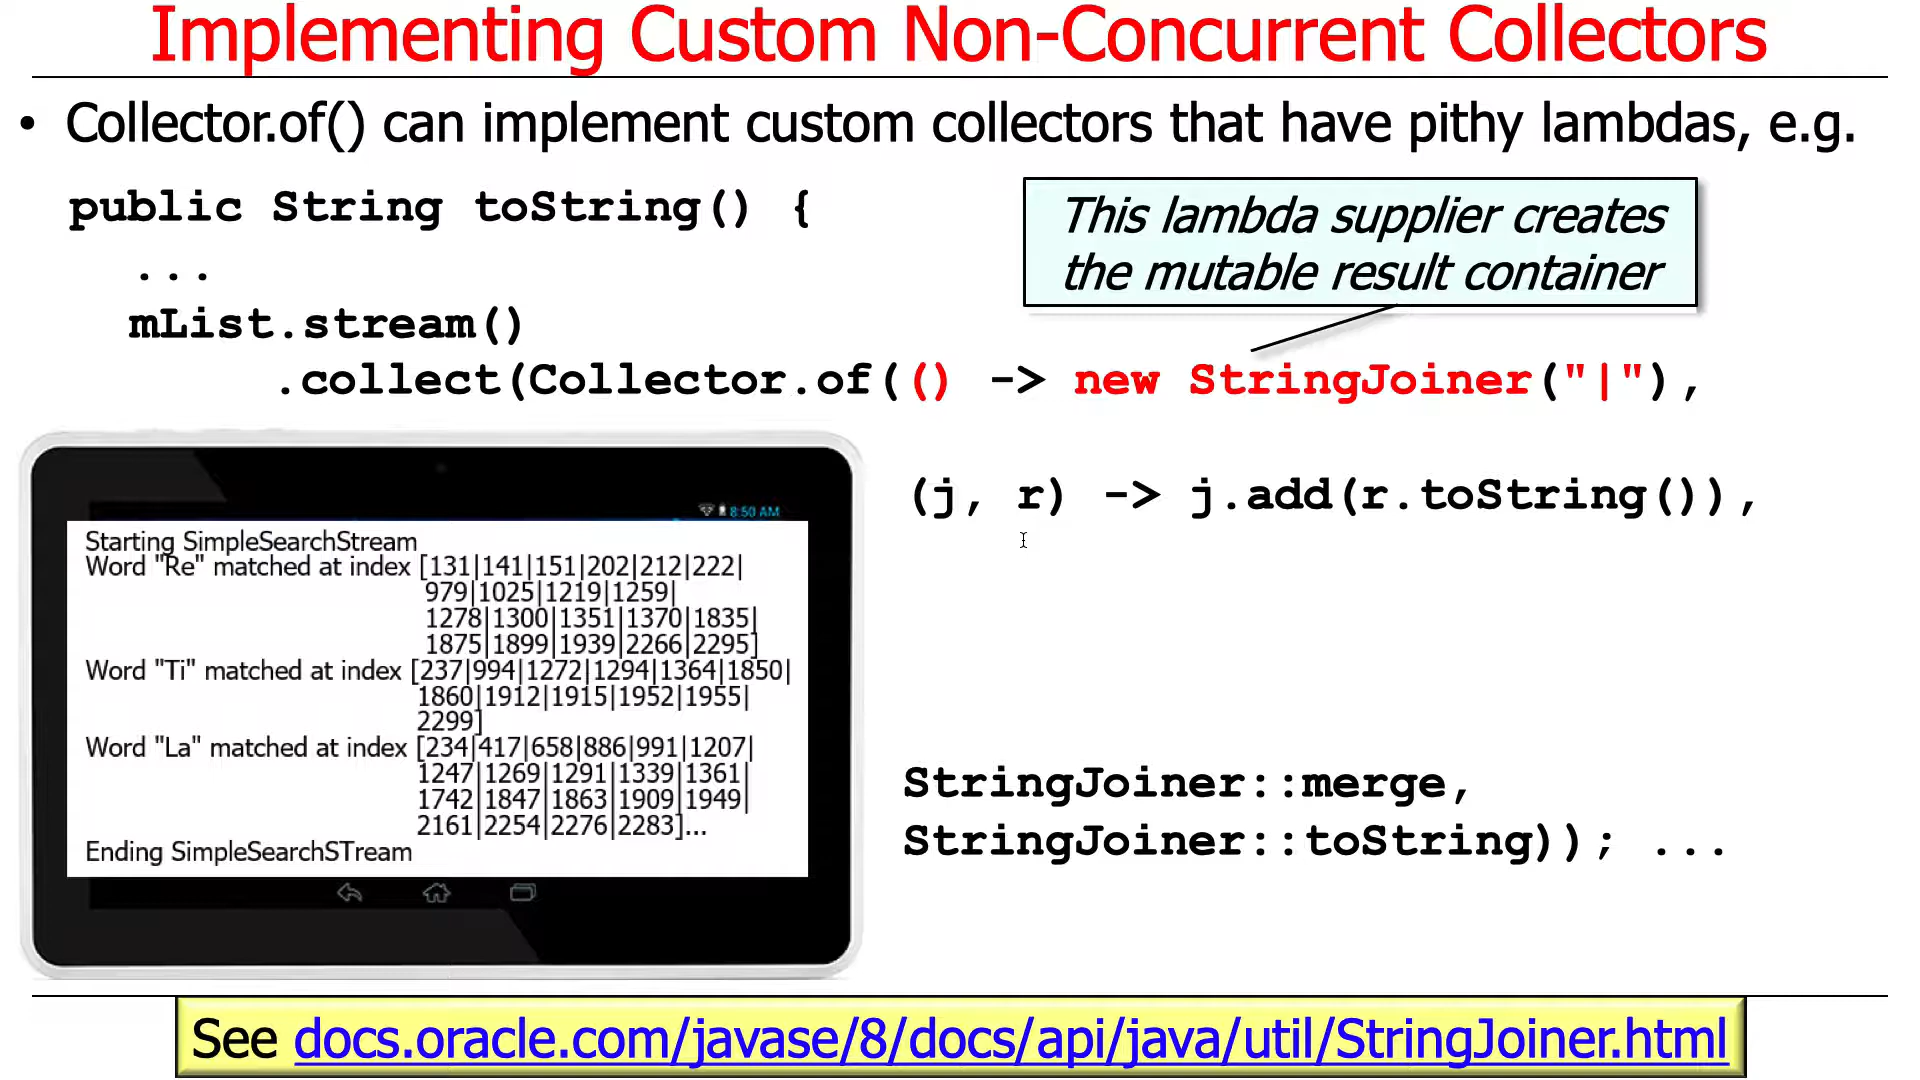 Implementing Custom Non-Concurrent Collectors
• Collector.of() can implement custom collectors that have pithy lambdas, e.g.
public String toString() {
...
mList.stream()
.collect(Collector.of(() -> new StringJoiner("|"),
This lambda supplier creates
the mutable result container
(j, r) -> j.add(r.toString()),
StringJoiner::merge,
StringJoiner::toString)); ...
8:50 AM
Starting SimpleSearchStream
Word "Re" matched at index [131|141|151|202|212|222|
979|1025|1219|1259|
1278|1300|1351|1370|1835|
1875|1899|1939|2266|2295]
Word "Ti" matched at index [237|994|1272|1294|1364|1850|
1860|1912|1915|1952|1955|
2299]
Word "La" matched at index [234|417|658|886|991|1207|
1247|1269|1291|1339|1361|
1742|1847|1863|1909|1949|
2161|2254|2276|2283]...
Ending SimpleSearchSTream
See docs.oracle.com/javase/8/docs/api/java/util/StringJoiner.html